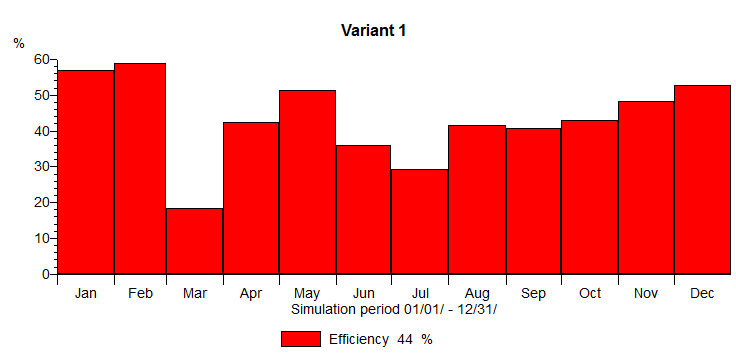 Variant 1
%
60
50
40
30
20
10
0
Jan Feb Mar Apr May Jun Jul Aug Sep Oct Nov Dec
Simulation period 01/01/ - 12/31/
Efficiency 44 %